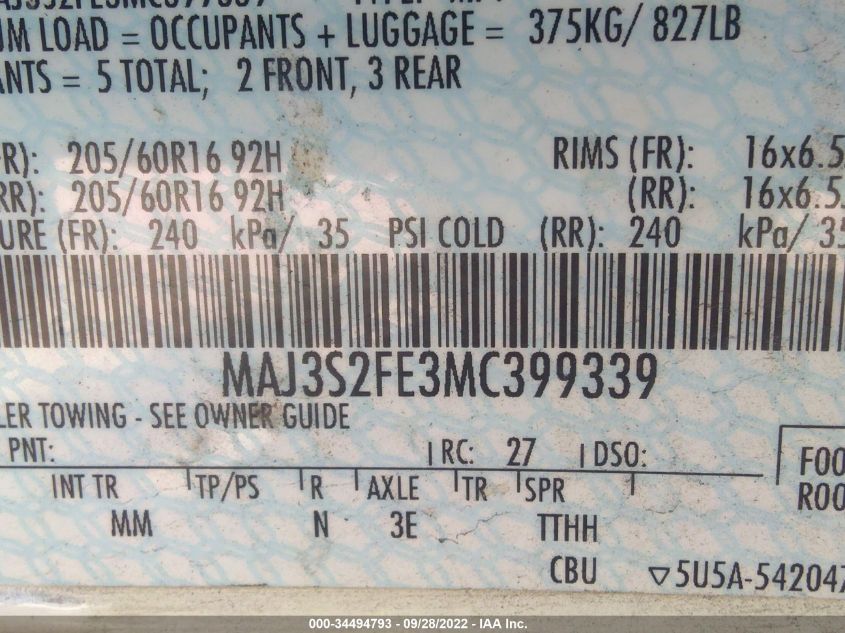 UM LOAD = OCCUPANTS + LUGGAGE = 375KG/ 827LB
ANTS = 5 TOTAL; 2 FRONT, 3 REAR
R): 205/60R16 92H RIMS (FR): 16x6.5
RR): 205/60R16 92H (RR): 16x6.5
URE (FR): 240 kPa/ 35 PSI COLD (RR): 240 kPa/ 35
MAJ3S2FE3MC399339
LER TOWING - SEE OWNER GUIDE
PNT: RC: 27 DSO:
F00
R00
INT TR TP/PS R AXLE TR SPR
MM N 3E TTHH
CBU ▽5U5A-542047
000-34494793 - 09/28/2022 - IAA Inc.